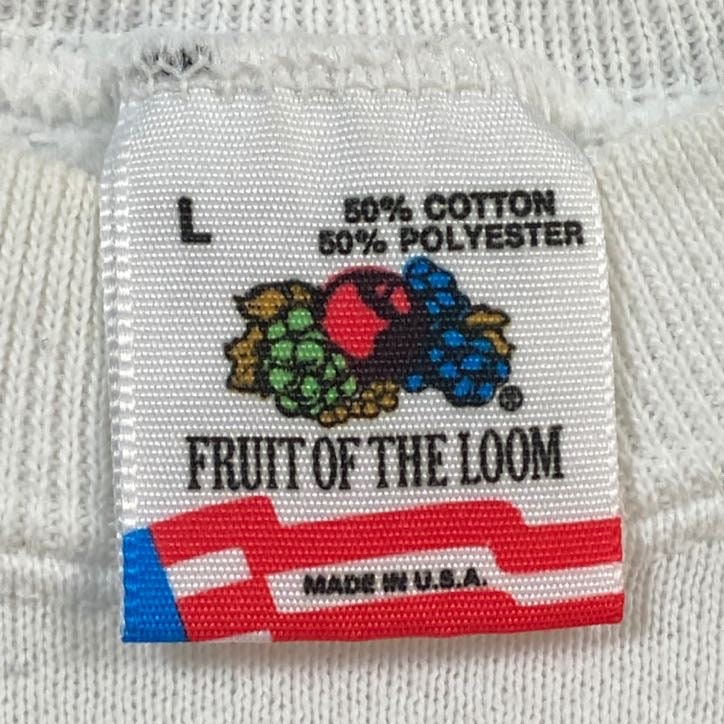 L
50% COTTON
50% POLYESTER
®
FRUIT OF THE LOOM
MADE IN U.S.A.